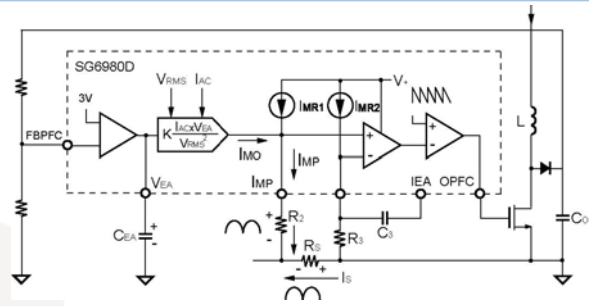 SG6980D
VRMS IAC
3V
V+
IMR1 IMR2
FBPFC
K IACxVEA
VRMS²
IMO
IMP
L
+
-
+
-
VEA
IMP
IEA OPFC
CEA
+
-
+
-
R2
R3
C3
CO
RS
- +
IS